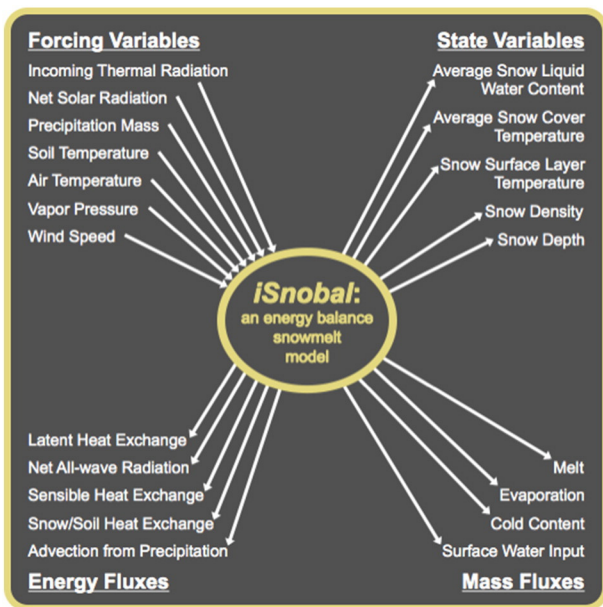 Forcing Variables
Incoming Thermal Radiation
Net Solar Radiation
Precipitation Mass
Soil Temperature
Air Temperature
Vapor Pressure
Wind Speed
State Variables
Average Snow Liquid
Water Content
Average Snow Cover
Temperature
Snow Surface Layer
Temperature
Snow Density
Snow Depth
iSnobal:
an energy balance
snowmelt
model
Latent Heat Exchange
Net All-wave Radiation
Sensible Heat Exchange
Snow/Soil Heat Exchange
Advection from Precipitation
Energy Fluxes
Melt
Evaporation
Cold Content
Surface Water Input
Mass Fluxes